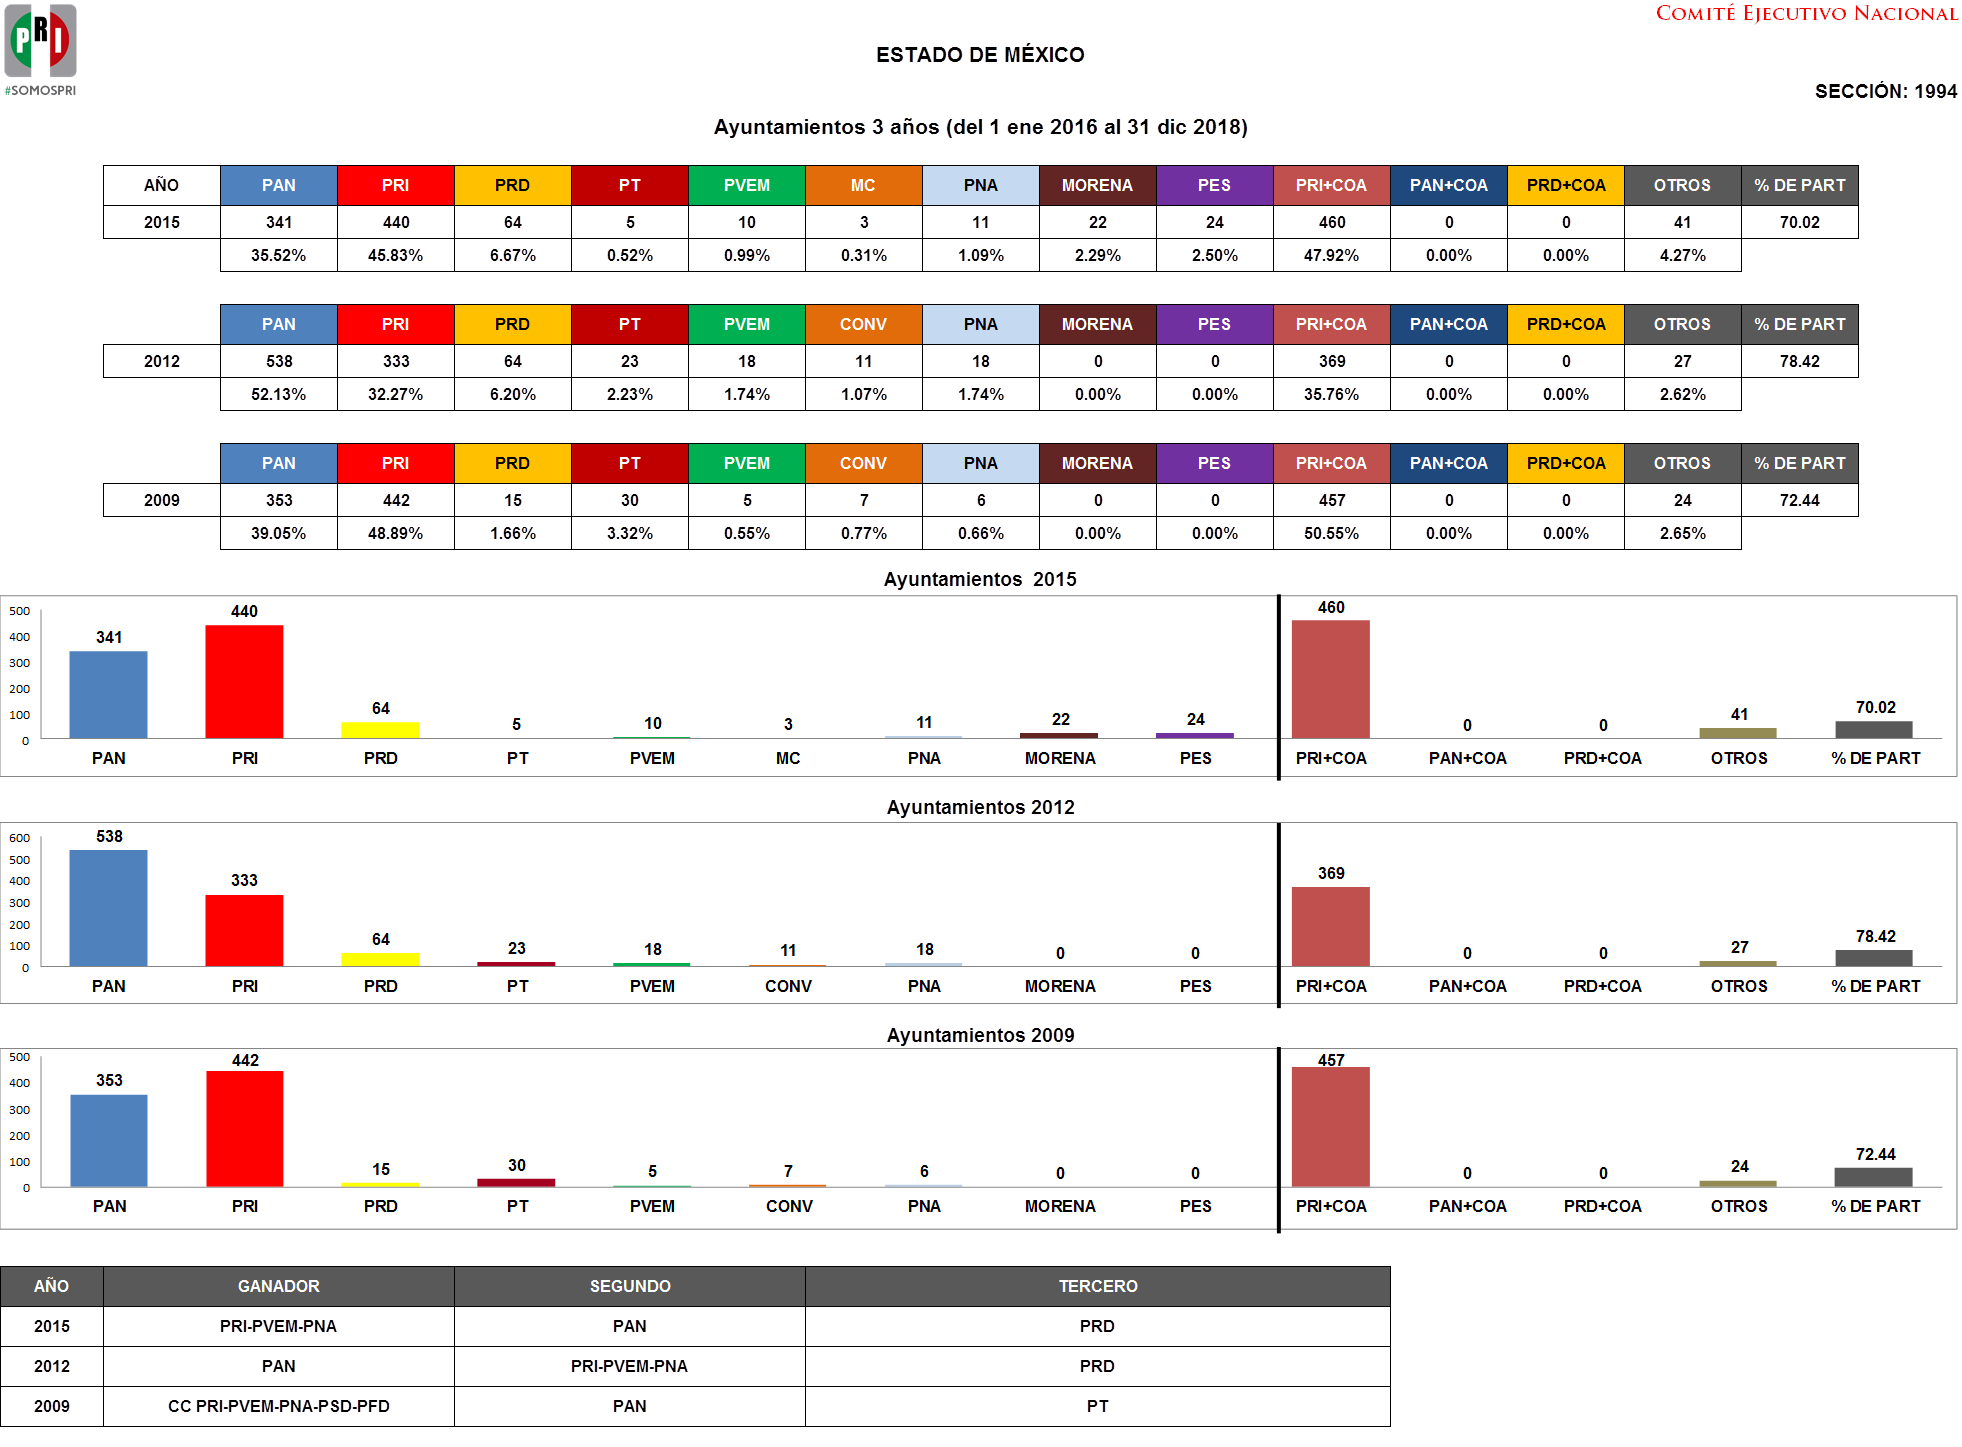 PRI
#SOMOSPRI
COMITÉ EJECUTIVO NACIONAL
ESTADO DE MÉXICO
SECCIÓN: 1994
Ayuntamientos 3 años (del 1 ene 2016 al 31 dic 2018)
AÑO PAN PRI PRD PT PVEM MC PNA MORENA PES PRI+COA PAN+COA PRD+COA OTROS % DE PART
2015 341 440 64 5 10 3 11 22 24 460 0 0 41 70.02
35.52% 45.83% 6.67% 0.52% 0.99% 0.31% 1.09% 2.29% 2.50% 47.92% 0.00% 0.00% 4.27%
PAN PRI PRD PT PVEM CONV PNA MORENA PES PRI+COA PAN+COA PRD+COA OTROS % DE PART
2012 538 333 64 23 18 11 18 0 0 369 0 0 27 78.42
52.13% 32.27% 6.20% 2.23% 1.74% 1.07% 1.74% 0.00% 0.00% 35.76% 0.00% 0.00% 2.62%
PAN PRI PRD PT PVEM CONV PNA MORENA PES PRI+COA PAN+COA PRD+COA OTROS % DE PART
2009 353 442 15 30 5 7 6 0 0 457 0 0 24 72.44
39.05% 48.89% 1.66% 3.32% 0.55% 0.77% 0.66% 0.00% 0.00% 50.55% 0.00% 0.00% 2.65%
Ayuntamientos 2015
500
400
300
200
100
0
341 440 64 5 10 3 11 22 24 460 0 0 41 70.02
PAN PRI PRD PT PVEM MC PNA MORENA PES PRI+COA PAN+COA PRD+COA OTROS % DE PART
Ayuntamientos 2012
600
500
400
300
200
100
0
538 333 64 23 18 11 18 0 0 369 0 0 27 78.42
PAN PRI PRD PT PVEM CONV PNA MORENA PES PRI+COA PAN+COA PRD+COA OTROS % DE PART
Ayuntamientos 2009
500
400
300
200
100
0
353 442 15 30 5 7 6 0 0 457 0 0 24 72.44
PAN PRI PRD PT PVEM CONV PNA MORENA PES PRI+COA PAN+COA PRD+COA OTROS % DE PART
AÑO GANADOR SEGUNDO TERCERO
2015 PRI-PVEM-PNA PAN PRD
2012 PAN PRI-PVEM-PNA PRD
2009 CC PRI-PVEM-PNA-PSD-PFD PAN PT